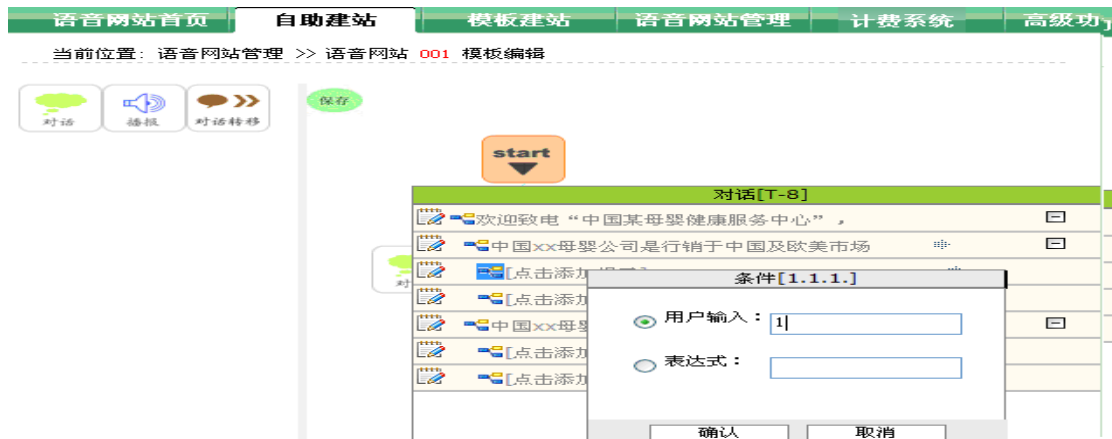 语音网站首页 自助建站 模板建站 语音网站管理 计费系统 高级功
当前位置: 语音网站管理 >> 语音网站 001 模板编辑
对话 播报 对话转移 保存
start
对话[T-8]
欢迎致电“中国某母婴健康服务中心”,
中国xx母婴公司是行销于中国及欧美市场
[点击添加
条件[1.1.1.]
[点击添加
用户输入: 1
中国xx母婴
[点击添加
表达式:
[点击添加
确认 取消